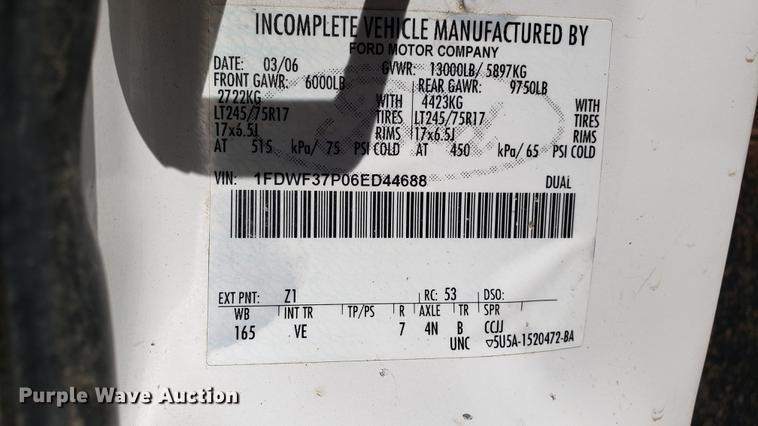 INCOMPLETE VEHICLE MANUFACTURED BY
FORD MOTOR COMPANY
DATE: 03/06 GVWR: 13000LB/ 5897KG
FRONT GAWR: 6000LB REAR GAWR: 9750LB
2722KG WITH 4423KG WITH
LT245/75R17 TIRES LT245/75R17 TIRES
17x6.5J RIMS 17x6.5J RIMS
AT 515 kPa/ 75 PSI COLD AT 450 kPa/ 65 PSI COLD
VIN: 1FDWF37P06ED44688 DUAL
EXT PNT: Z1 RC: 53 DSO:
WB INT TR TP/PS R AXLE TR SPR
165 VE 7 4N B CCJJ
UNC ▽5U5A-1520472-BA
Purple Wave Auction